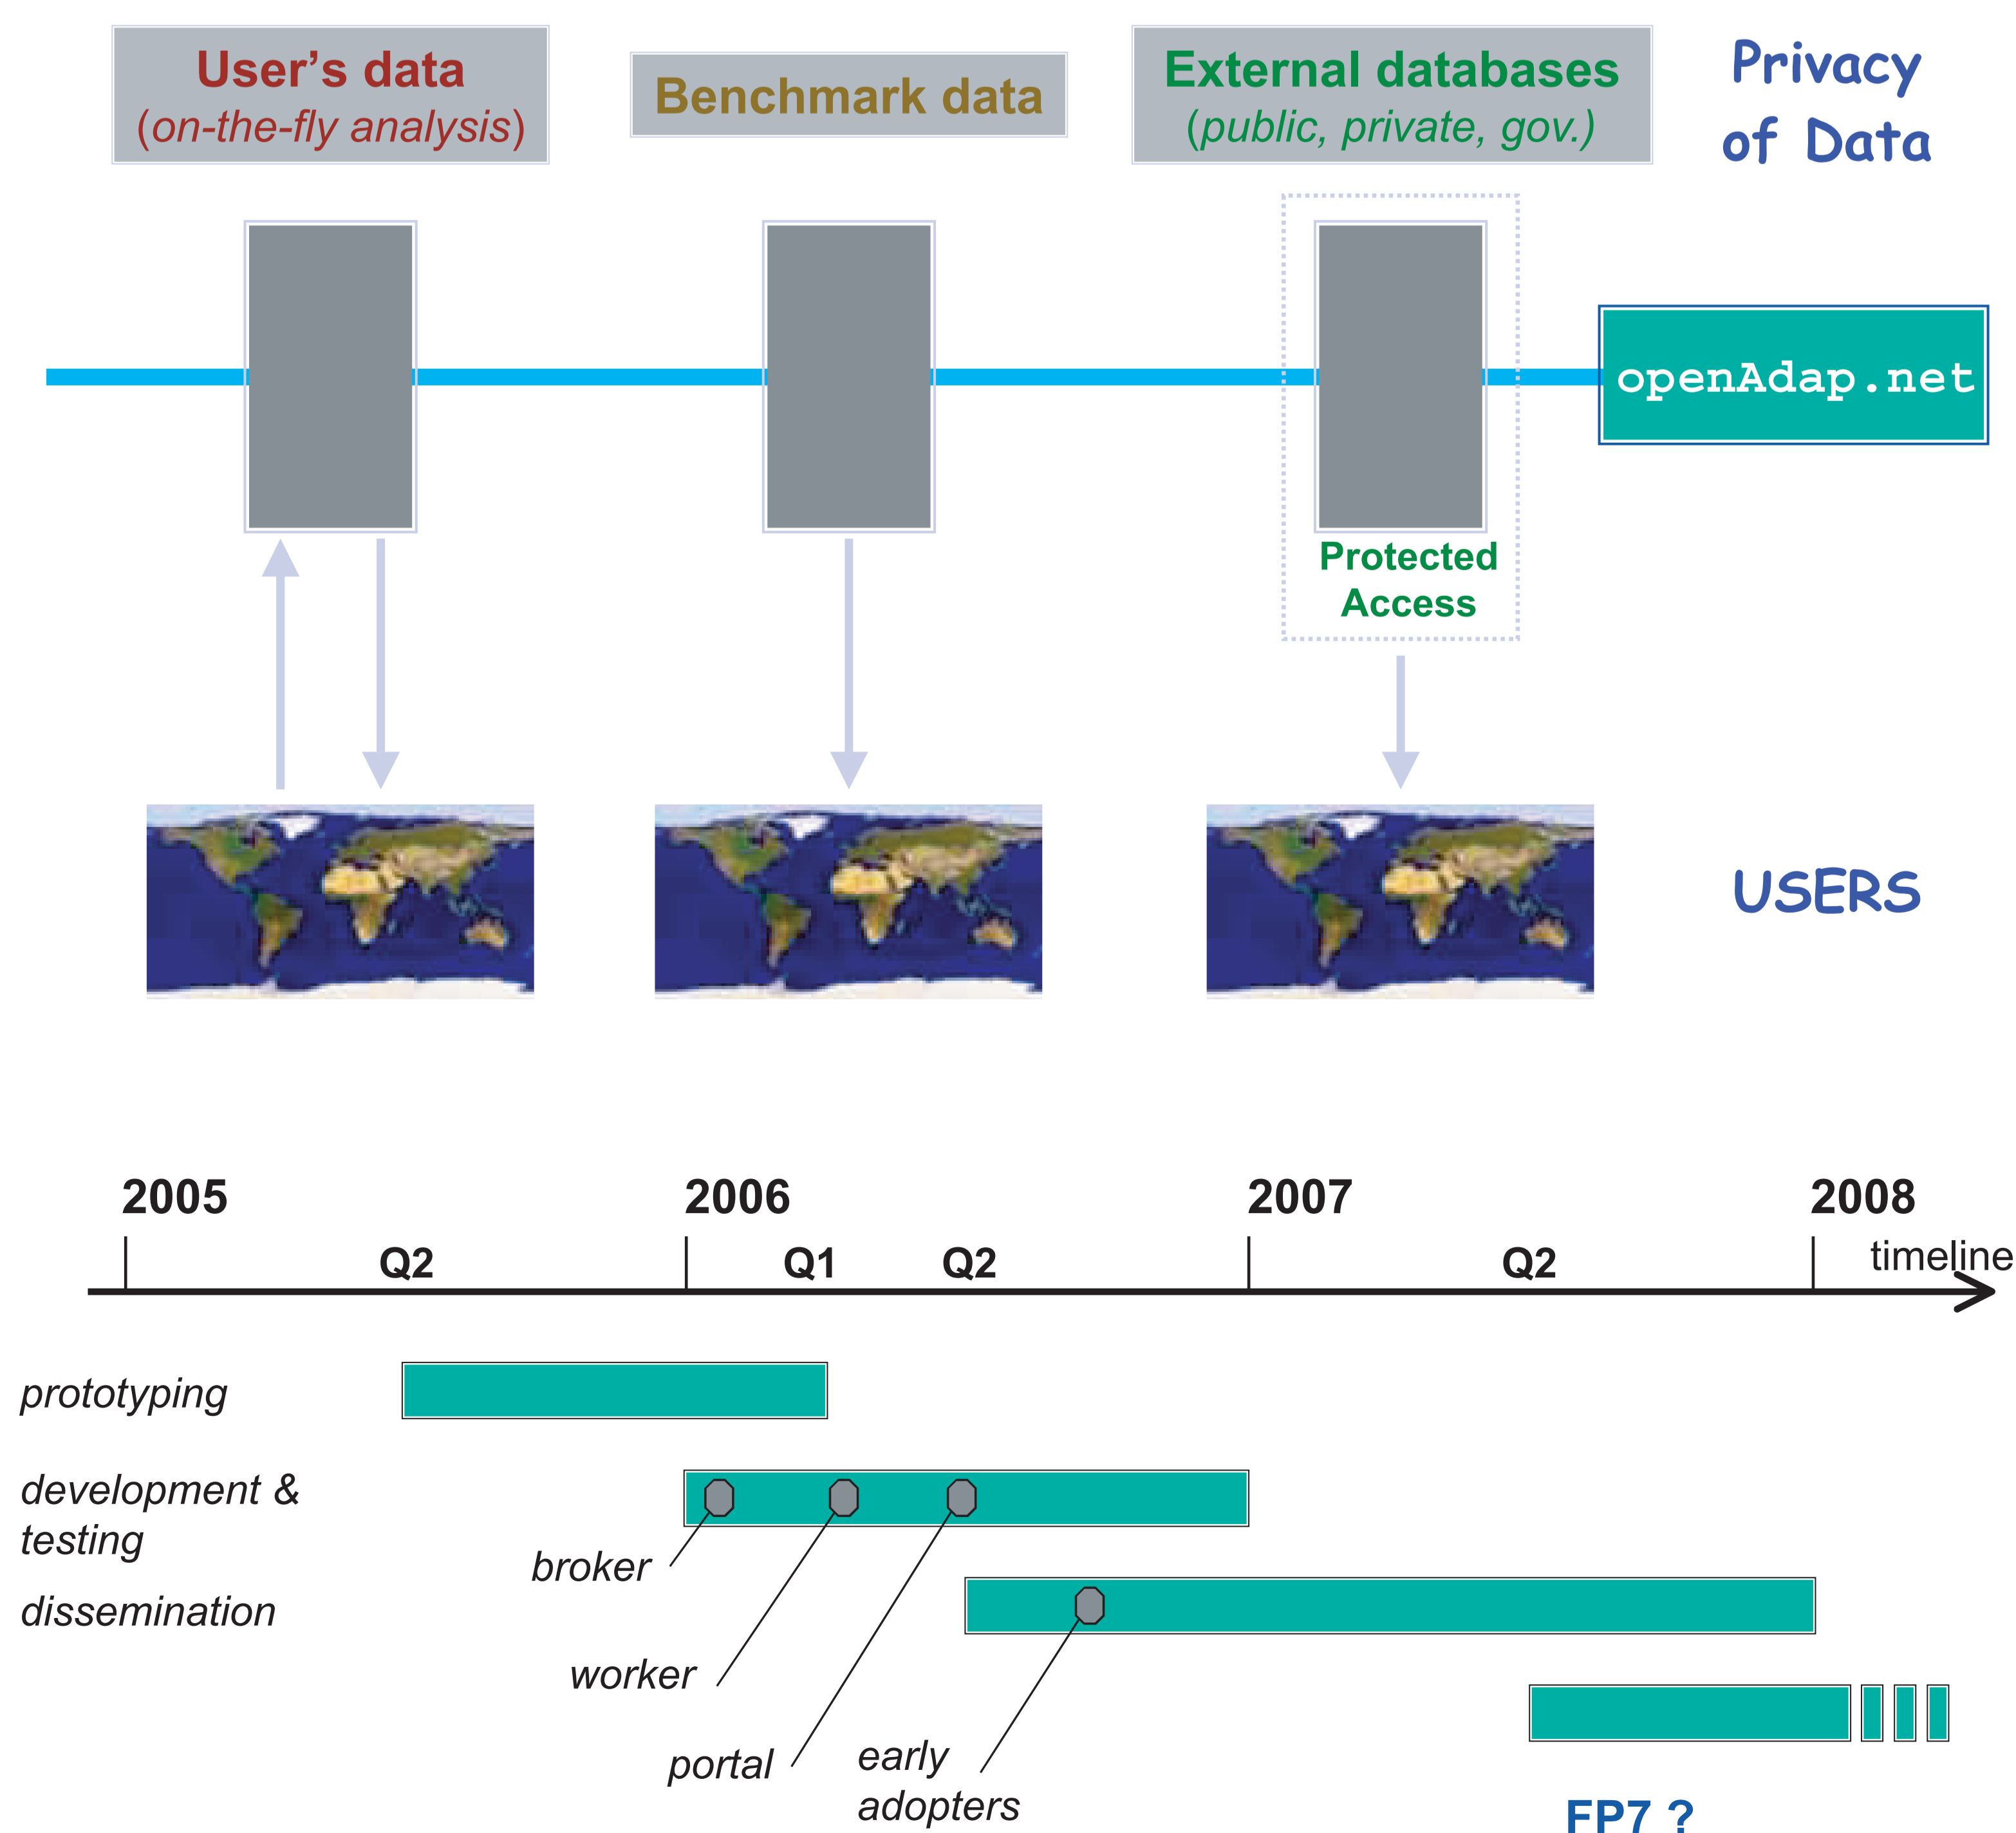 User’s data
(on-the-fly analysis)
Benchmark data
External databases
(public, private, gov.)
Privacy
of Data
openAdap.net
Protected
Access
USERS
2005
2006
2007
2008
Q2
Q1
Q2
Q2
timeline
prototyping
development &
testing
broker
dissemination
worker
portal
early
adopters
FP7 ?